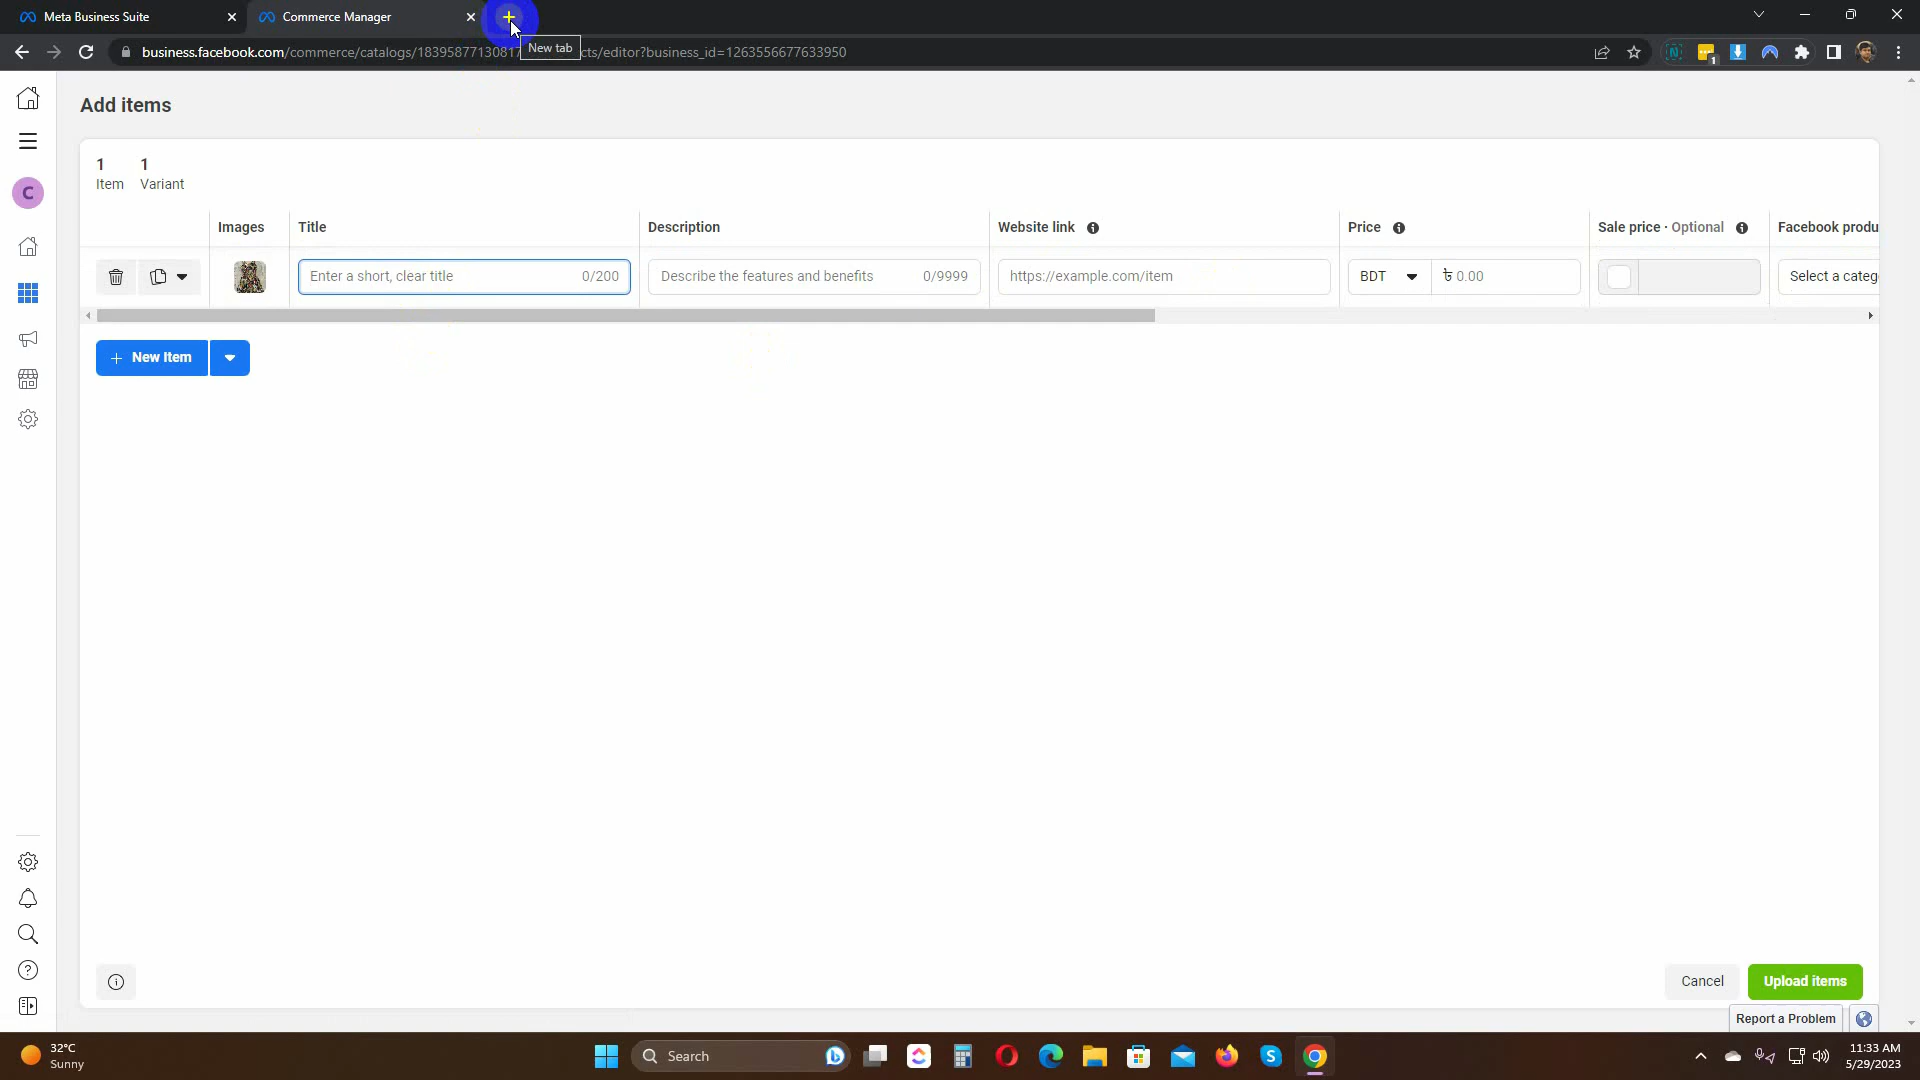 Meta Business Suite
Commerce Manager
New tab
business.facebook.com/commerce/catalogs/18395877130817 cts/editor?business_id=1263556677633950
1
Add items
C
1 1
Item Variant
Images Title Description Website link Price Sale price · Optional Facebook produ
Enter a short, clear title 0/200 Describe the features and benefits 0/9999 https://example.com/item BDT ৳ 0.00 Select a categ
+ New Item
Cancel Upload items
Report a Problem
32°C
Sunny
Search
11:33 AM
5/29/2023